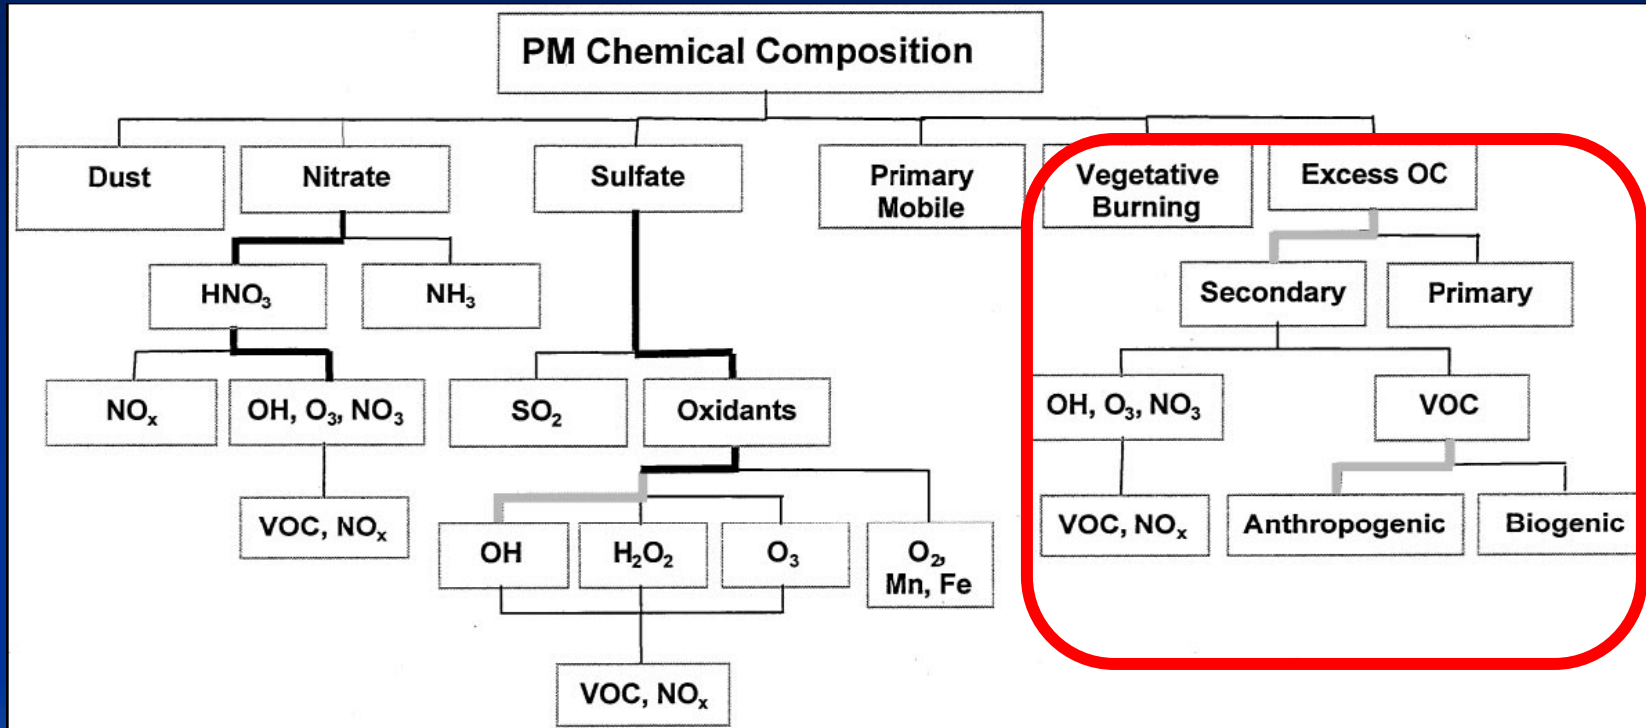 PM Chemical Composition
Dust
Nitrate
Sulfate
Primary
Mobile
Vegetative
Burning
Excess OC
HNO₃
NH₃
Secondary
Primary
NOₓ
OH, O₃, NO₃
SO₂
Oxidants
OH, O₃, NO₃
VOC
VOC, NOₓ
OH
H₂O₂
O₃
O₂,
Mn, Fe
VOC, NOₓ
Anthropogenic
Biogenic
VOC, NOₓ